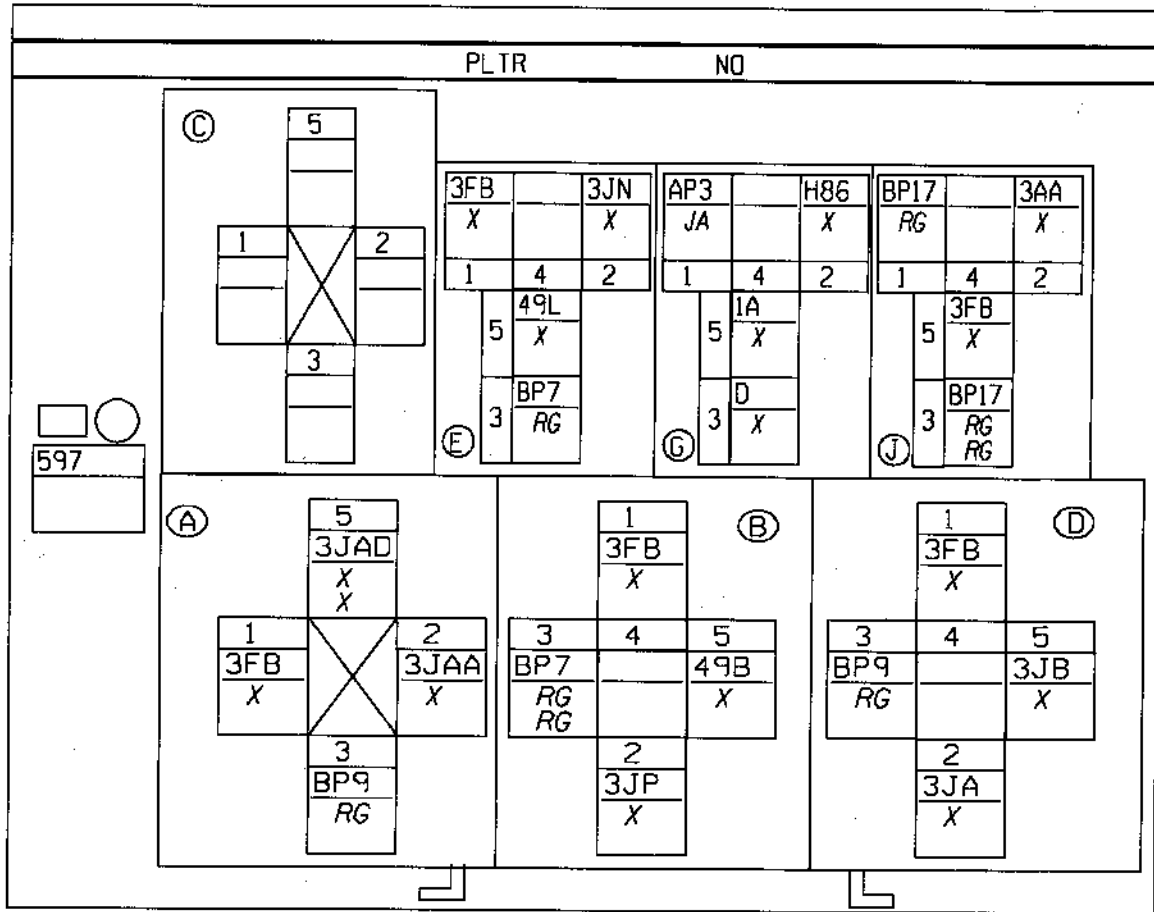 PLTR NO
C
5
1 2
3
3FB 3JN
X X
1 4 2
49L
5 X
BP7
3 RG
E
AP3 H86
JA X
1 4 2
1A
5 X
D
3 X
G
BP17 3AA
RG X
1 4 2
3FB
5 X
BP17
3 RG
RG
J
597
A
5
3JAD
X
X
1 2
3FB 3JAA
X X
3
BP9
RG
B
1
3FB
X
3 4 5
BP7 49B
RG X
RG
2
3JP
X
D
1
3FB
X
3 4 5
BP9 3JB
RG X
2
3JA
X